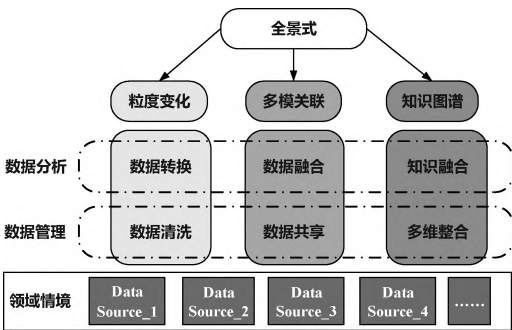 全景式
粒度变化 多模关联 知识图谱
数据分析 数据转换 数据融合 知识融合
数据管理 数据清洗 数据共享 多维整合
领域情境
Data Source_1
Data Source_2
Data Source_3
Data Source_4
······